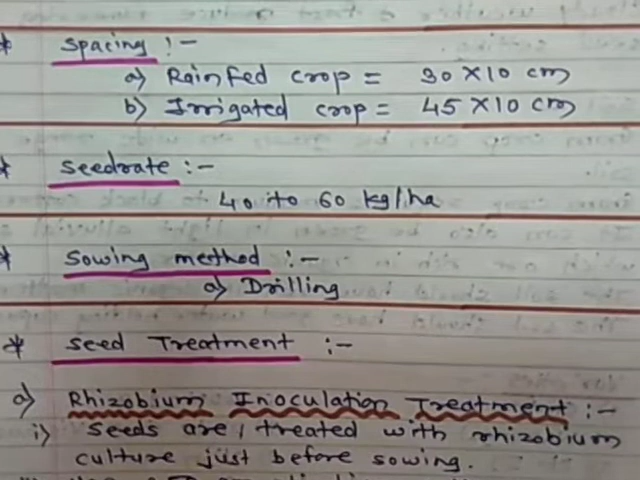 * Spacing :-
a) Rainfed crop = 30 × 10 cm
b) Irrigated crop = 45 × 10 cm
* Seedrate :-
40 to 60 kg/ha
* Sowing method :-
a) Drilling
* Seed Treatment :-
a) Rhizobium Inoculation Treatment :-
i) Seeds are, treated with rhizobium
culture just before sowing.